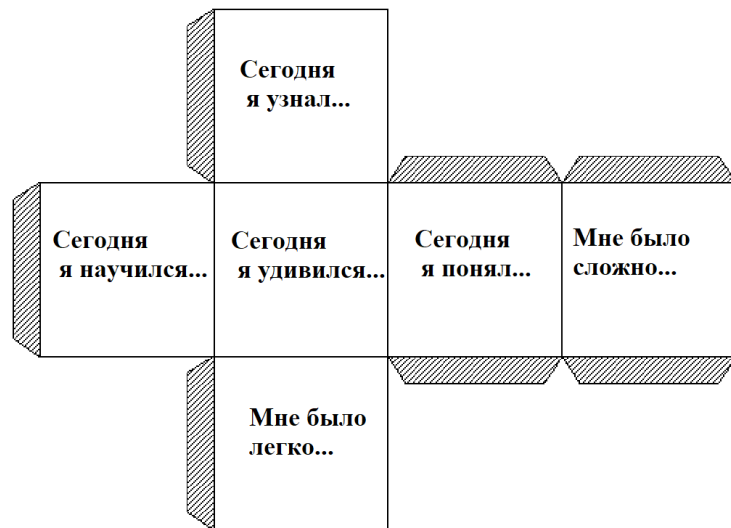 Сегодня
я узнал...
Сегодня
я научился...
Сегодня
я удивился...
Сегодня
я понял...
Мне было
сложно...
Мне было
легко...